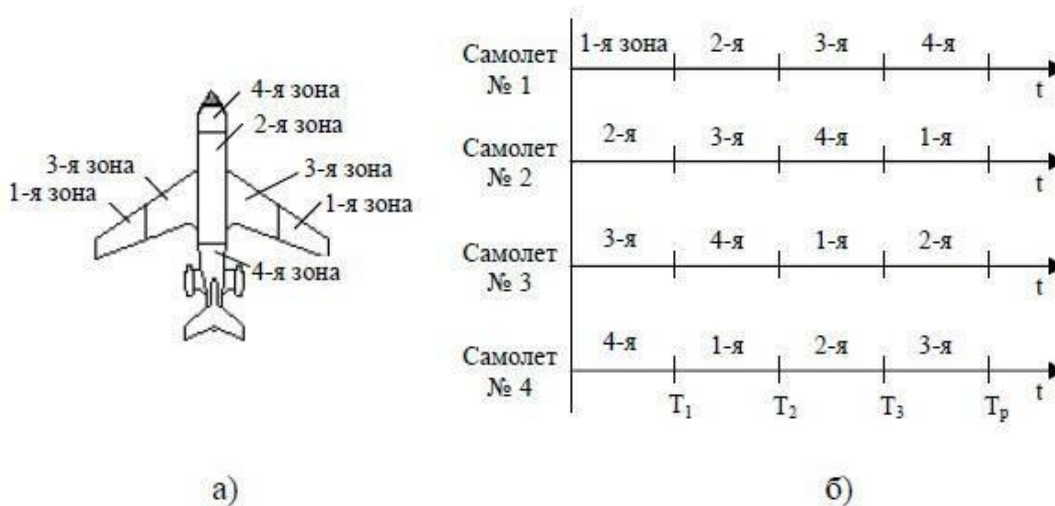 4-я зона
2-я зона
3-я зона
3-я зона
1-я зона
1-я зона
4-я зона
а)
Самолет
№ 1
1-я зона 2-я 3-я 4-я
t
Самолет
№ 2
2-я 3-я 4-я 1-я
t
Самолет
№ 3
3-я 4-я 1-я 2-я
t
Самолет
№ 4
4-я 1-я 2-я 3-я
t
T₁ T₂ T₃ Tр
б)